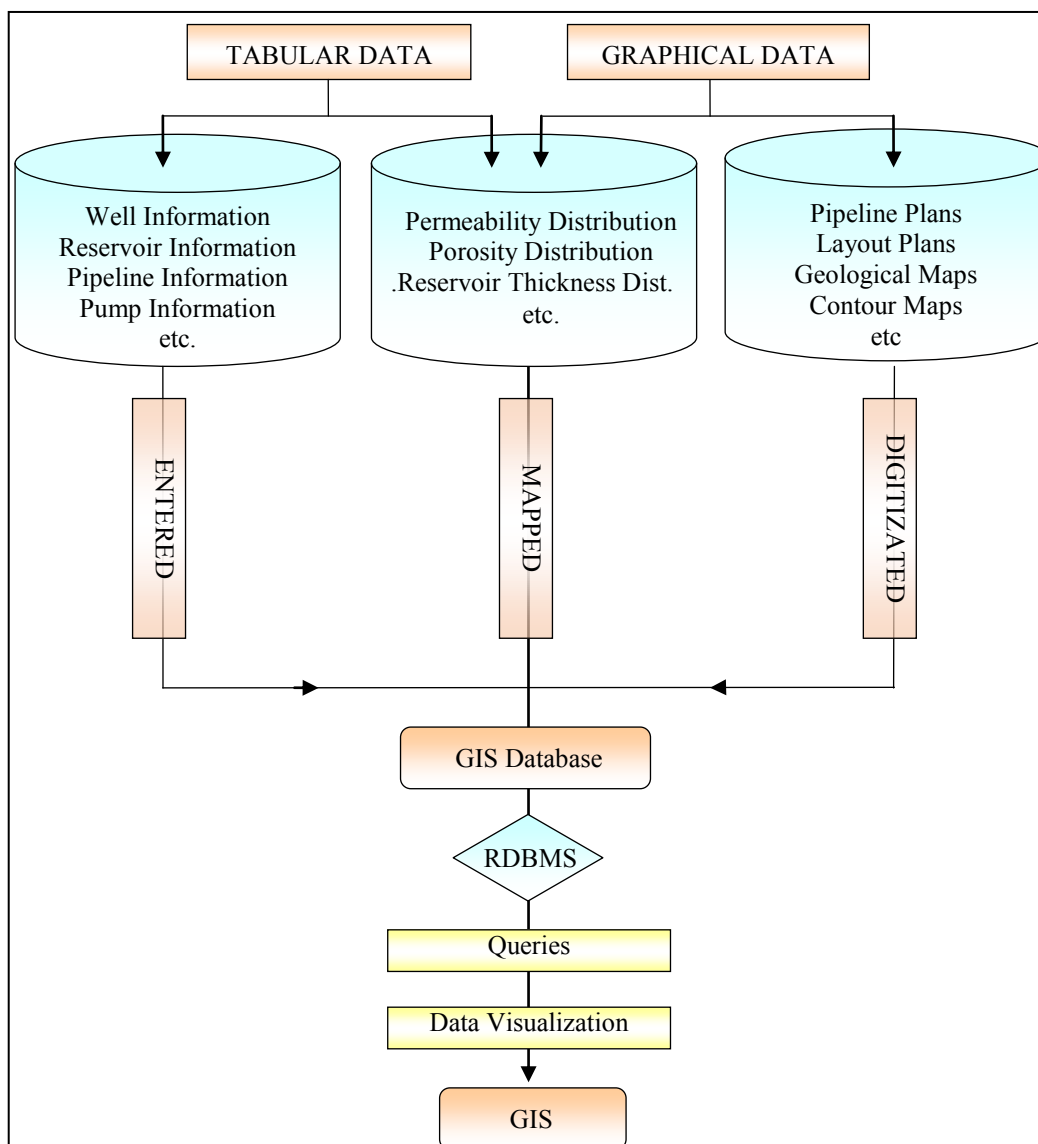 TABULAR DATA
GRAPHICAL DATA
Well Information
Reservoir Information
Pipeline Information
Pump Information
etc.
Permeability Distribution
Porosity Distribution
.Reservoir Thickness Dist.
etc.
Pipeline Plans
Layout Plans
Geological Maps
Contour Maps
etc
ENTERED
MAPPED
DIGITIZATED
GIS Database
RDBMS
Queries
Data Visualization
GIS